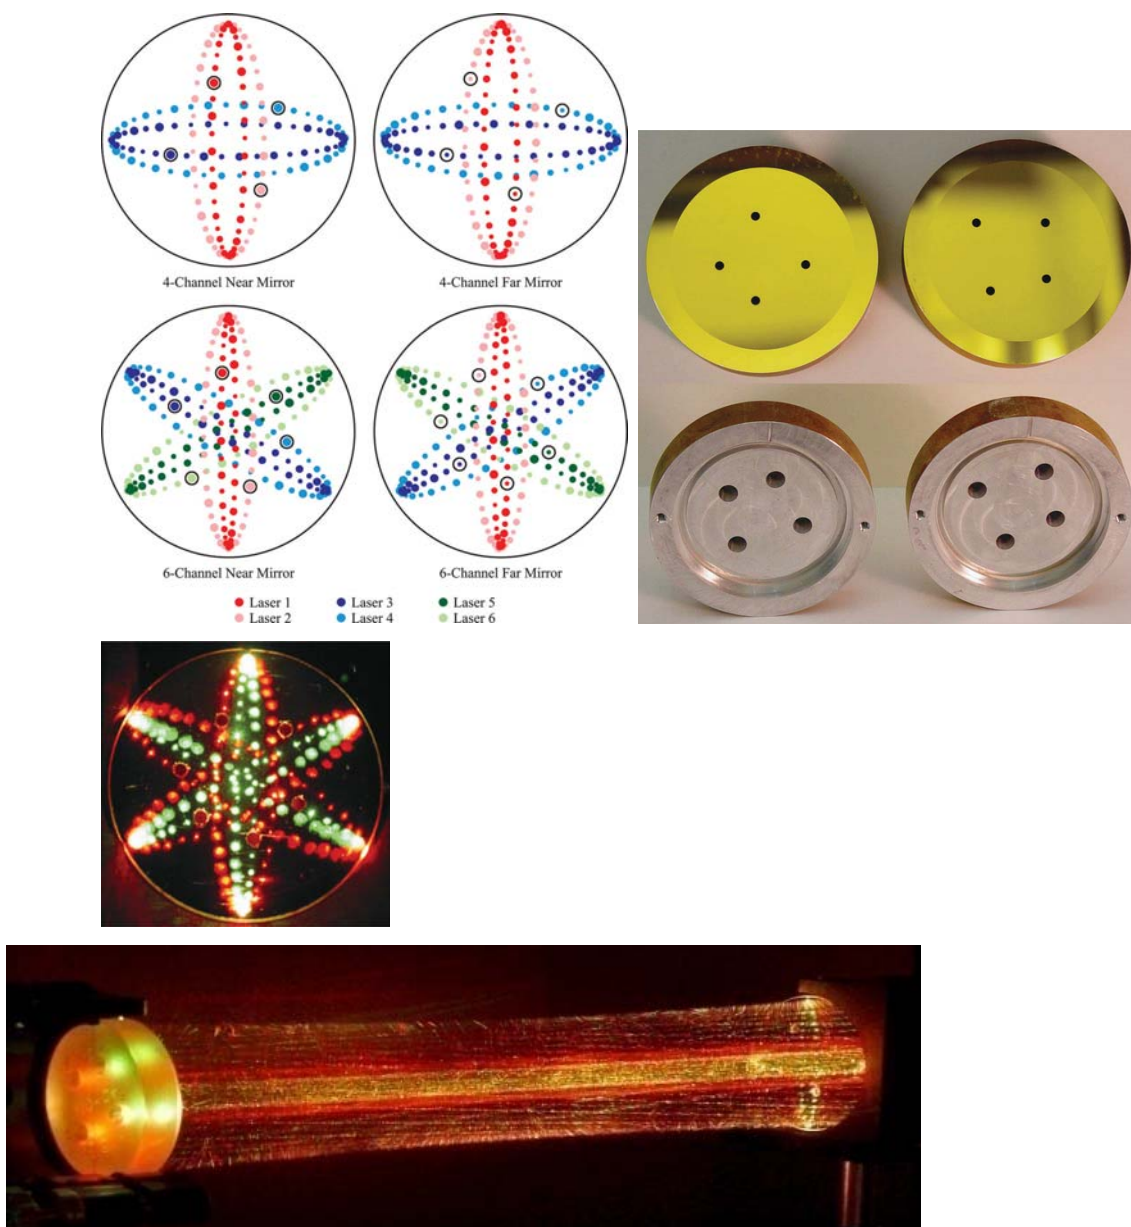 4-Channel Near Mirror
4-Channel Far Mirror
6-Channel Near Mirror
6-Channel Far Mirror
Laser 1
Laser 3
Laser 5
Laser 2
Laser 4
Laser 6